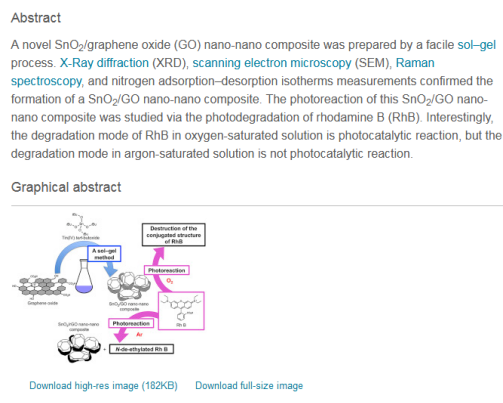 Abstract
A novel SnO2/graphene oxide (GO) nano-nano composite was prepared by a facile sol–gel
process. X-Ray diffraction (XRD), scanning electron microscopy (SEM), Raman
spectroscopy, and nitrogen adsorption–desorption isotherms measurements confirmed the
formation of a SnO2/GO nano-nano composite. The photoreaction of this SnO2/GO nano-
nano composite was studied via the photodegradation of rhodamine B (RhB). Interestingly,
the degradation mode of RhB in oxygen-saturated solution is photocatalytic reaction, but the
degradation mode in argon-saturated solution is not photocatalytic reaction.
Graphical abstract
Destruction of the
conjugated structure
of RhB
A sol–gel
method
Photoreaction
O2
Graphene oxide
SnO2/GO nano-nano
composite
SnO2/GO nano-nano
composite
Photoreaction
Ar
Rh B
+
N-de-ethylated Rh B
Download high-res image (182KB)
Download full-size image